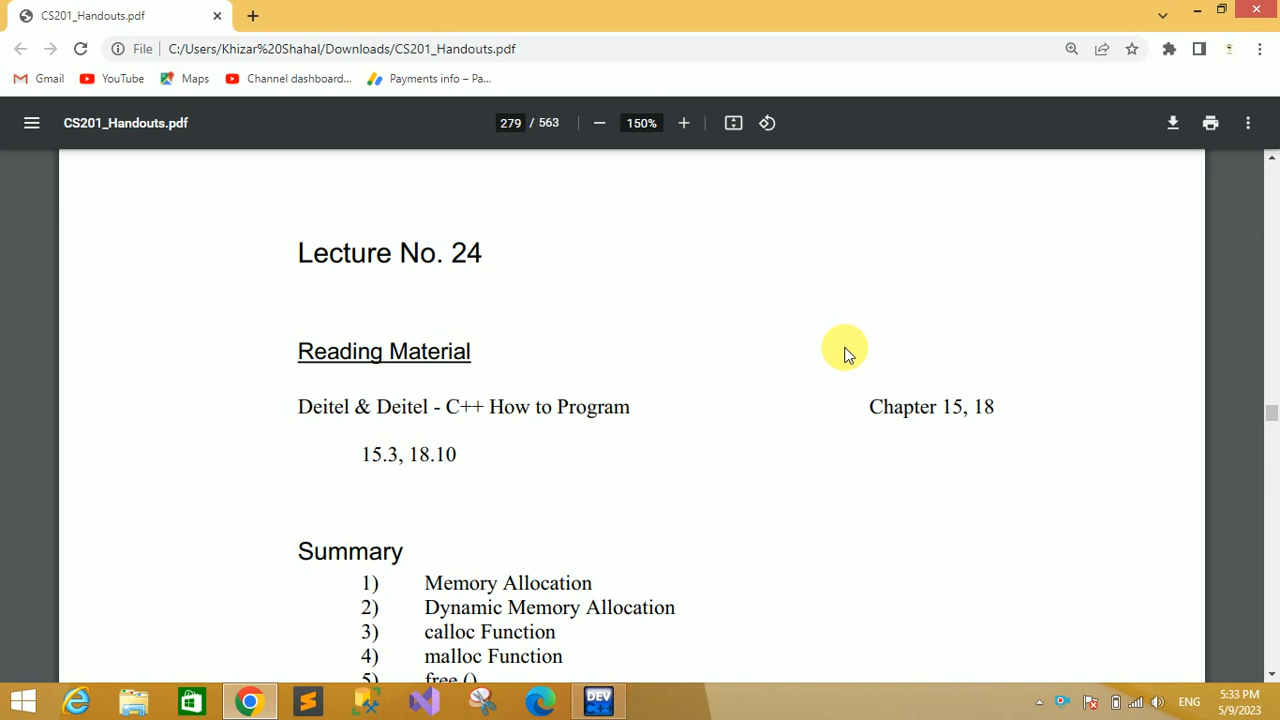 CS201_Handouts.pdf
File C:/Users/Khizar%20Shahal/Downloads/CS201_Handouts.pdf
Gmail YouTube Maps Channel dashboard... Payments info – Pa...
CS201_Handouts.pdf 279 / 563 150%
Lecture No. 24
Reading Material
Deitel & Deitel - C++ How to Program Chapter 15, 18
15.3, 18.10
Summary
1) Memory Allocation
2) Dynamic Memory Allocation
3) calloc Function
4) malloc Function
5) free ()
DEV C++
ENG
5:33 PM
5/9/2023